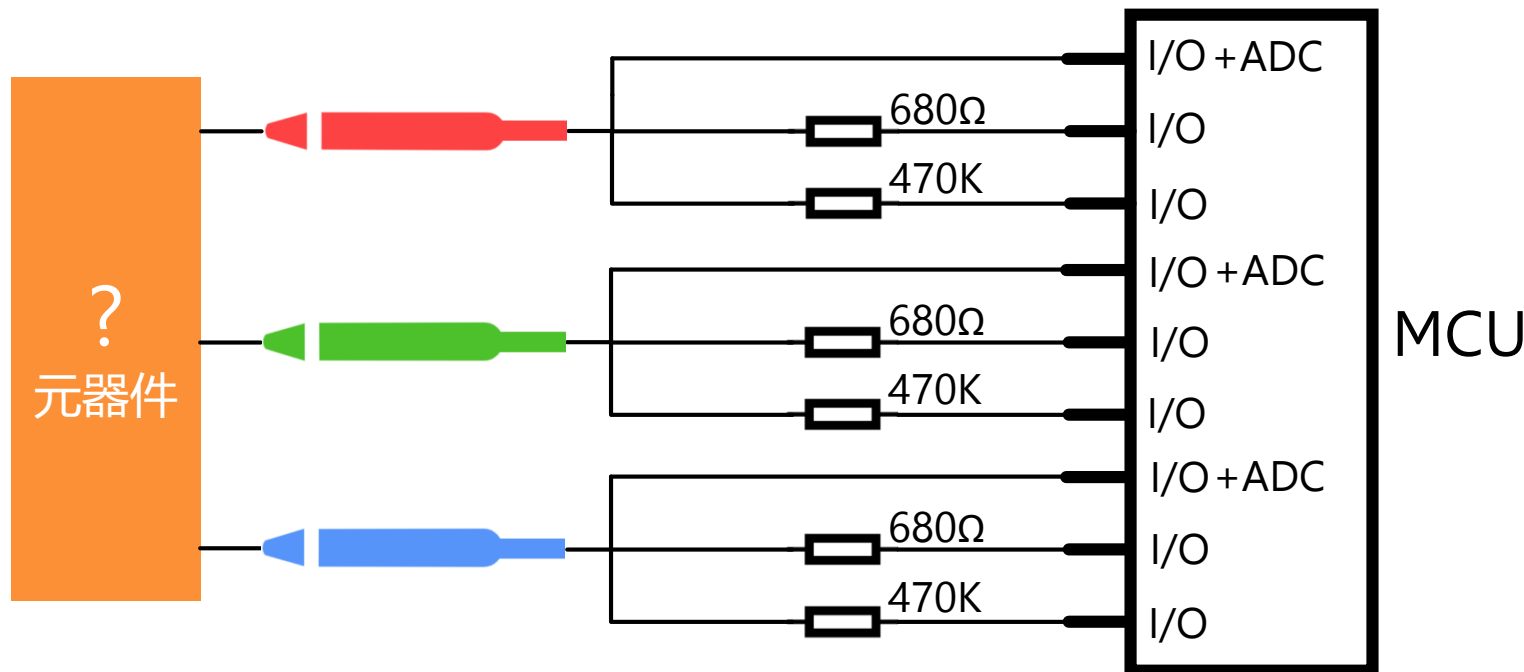 I/O+ADC
680Ω
I/O
470K
I/O
I/O+ADC
680Ω
I/O
470K
I/O
I/O+ADC
680Ω
I/O
470K
I/O
?
元器件
MCU